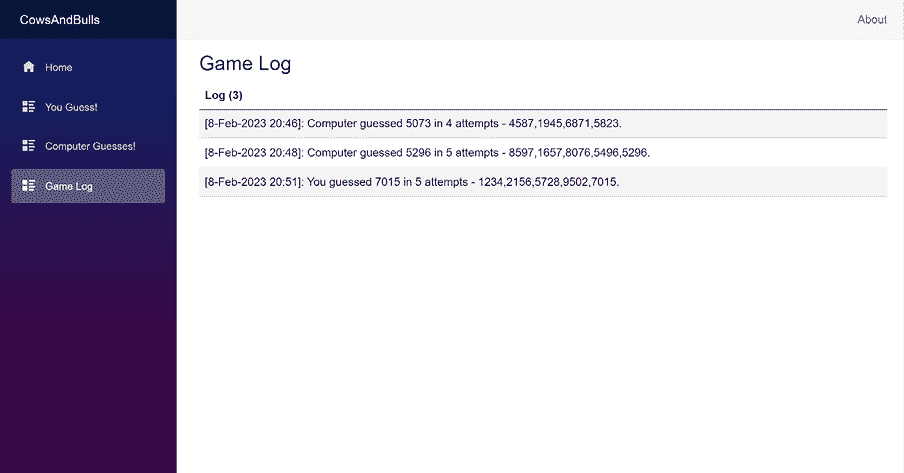 CowsAndBulls
About
Home
You Guess!
Computer Guesses!
Game Log
Game Log
Log (3)
[8-Feb-2023 20:46]: Computer guessed 5073 in 4 attempts - 4587,1945,6871,5823.
[8-Feb-2023 20:48]: Computer guessed 5296 in 5 attempts - 8597,1657,8076,5496,5296.
[8-Feb-2023 20:51]: You guessed 7015 in 5 attempts - 1234,2156,5728,9502,7015.